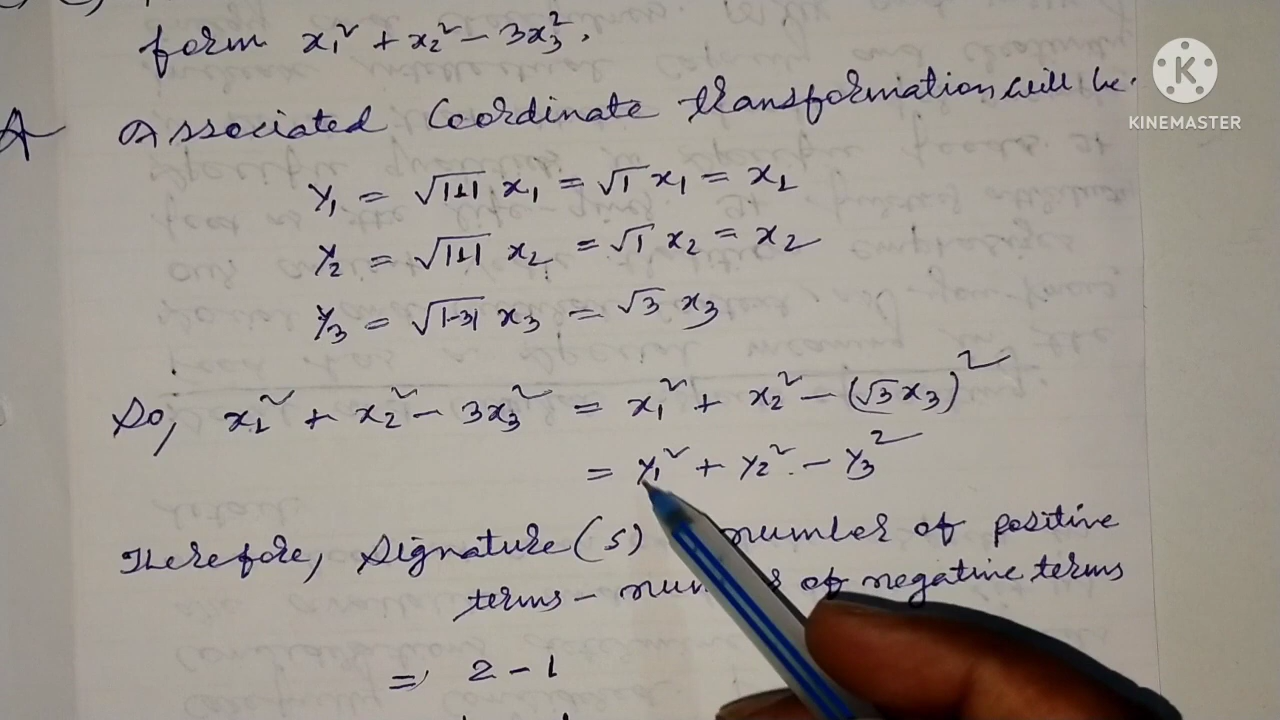 form x₁² + x₂² - 3x₃².
A Associated Coordinate transformation will be.
Y₁ = √|1| x₁ = √1 x₁ = x₁
Y₂ = √|1| x₂ = √1 x₂ = x₂
Y₃ = √|-3| x₃ = √3 x₃
So, x₁² + x₂² - 3x₃² = x₁² + x₂² - (√3x₃)²
= Y₁² + Y₂² - Y₃²
Therefore, Signature (s) number of positive
terms - of negative terms
= 2 - 1
K
KINEMASTER